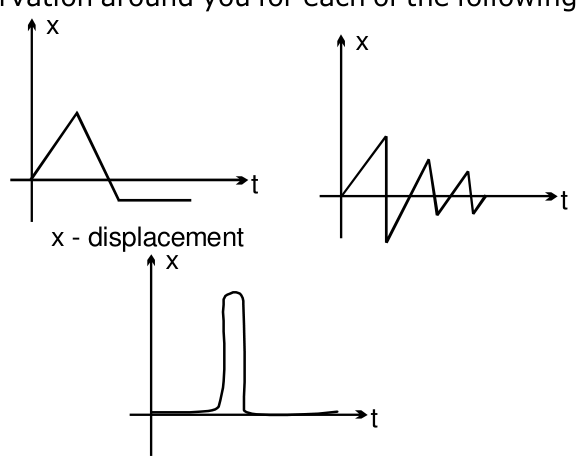 rvation around you for each of the following
x
x
t
t
x - displacement
x
t